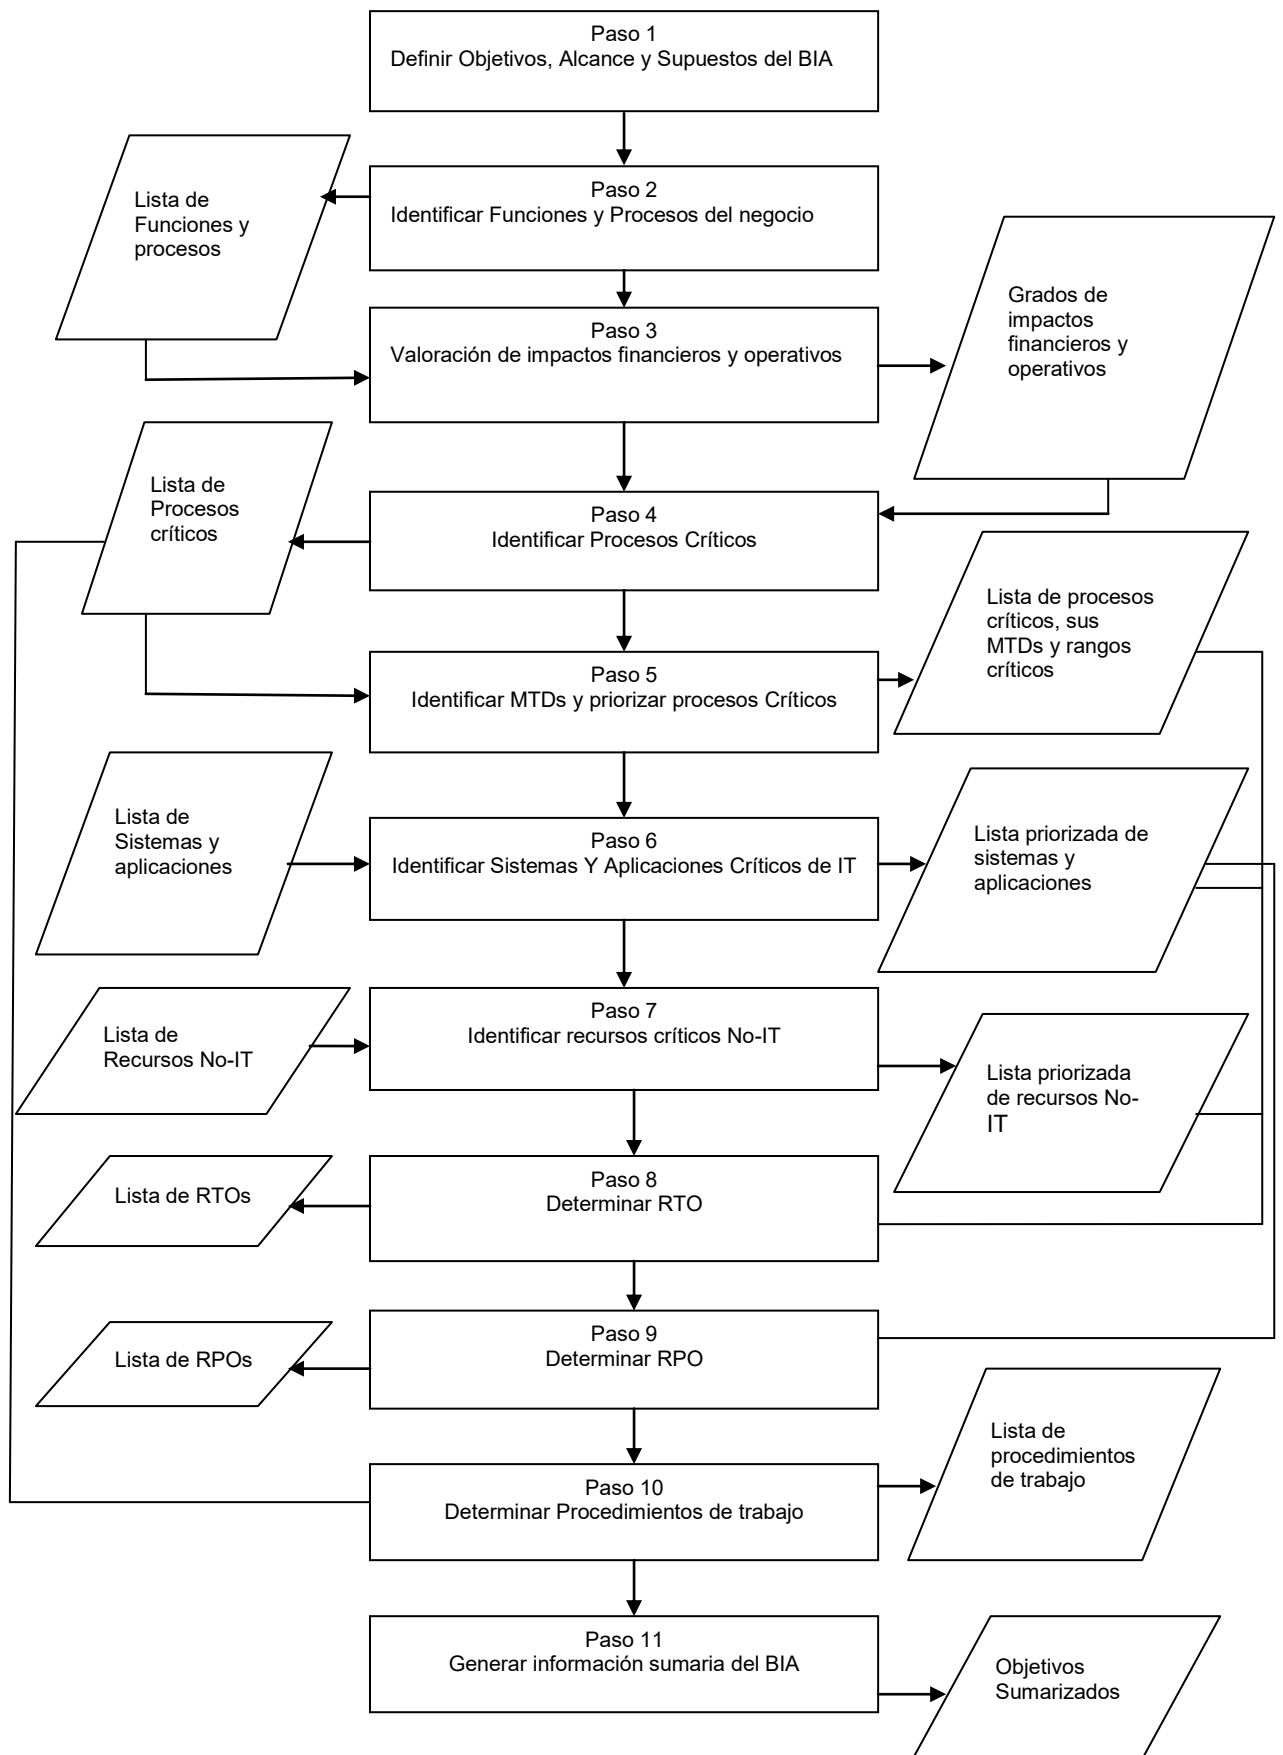 Paso 1
Definir Objetivos, Alcance y Supuestos del BIA
Lista de
Funciones y
procesos
Paso 2
Identificar Funciones y Procesos del negocio
Paso 3
Valoración de impactos financieros y operativos
Grados de
impactos
financieros y
operativos
Lista de
Procesos
críticos
Paso 4
Identificar Procesos Críticos
Lista de procesos
críticos, sus
MTDs y rangos
críticos
Paso 5
Identificar MTDs y priorizar procesos Críticos
Lista de
Sistemas y
aplicaciones
Paso 6
Identificar Sistemas Y Aplicaciones Críticos de IT
Lista priorizada de
sistemas y
aplicaciones
Lista de
Recursos No-IT
Paso 7
Identificar recursos críticos No-IT
Lista priorizada
de recursos No-
IT
Lista de RTOs
Paso 8
Determinar RTO
Lista de RPOs
Paso 9
Determinar RPO
Paso 10
Determinar Procedimientos de trabajo
Lista de
procedimientos
de trabajo
Paso 11
Generar información sumaria del BIA
Objetivos
Sumarizados